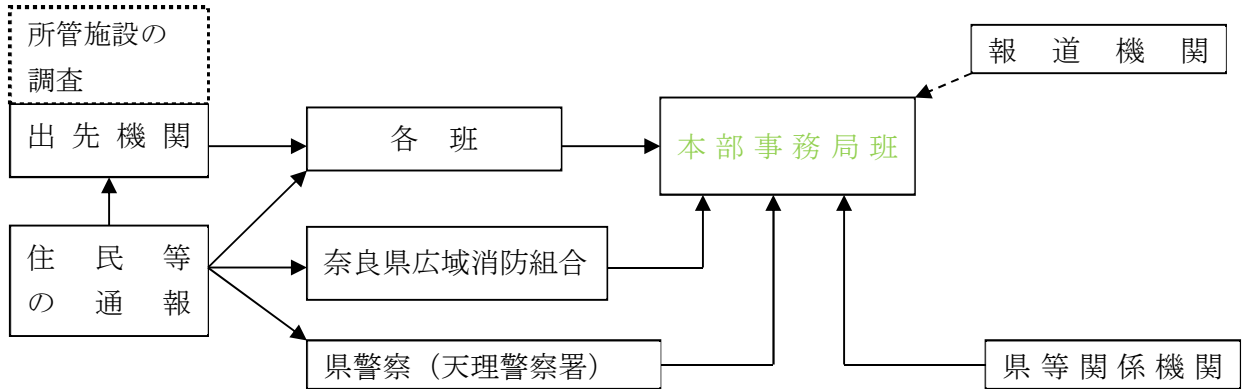 所管施設の
調査
出先機関
住民等
の通報
各班
奈良県広域消防組合
県警察（天理警察署）
本部事務局班
報道機関
県等関係機関